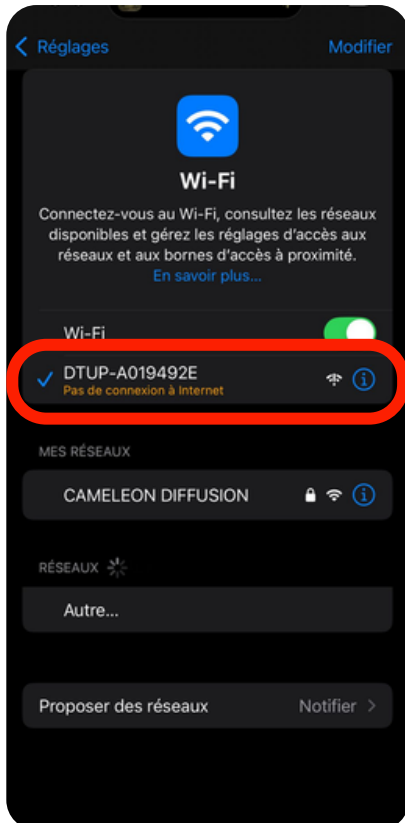 Réglages
Modifier
Wi-Fi
Connectez-vous au Wi-Fi, consultez les réseaux
disponibles et gérez les réglages d'accès aux
réseaux et aux bornes d'accès à proximité.
En savoir plus...
Wi-Fi
DTUP-A019492E
Pas de connexion à Internet
MES RÉSEAUX
CAMELEON DIFFUSION
RÉSEAUX
Autre...
Proposer des réseaux
Notifier